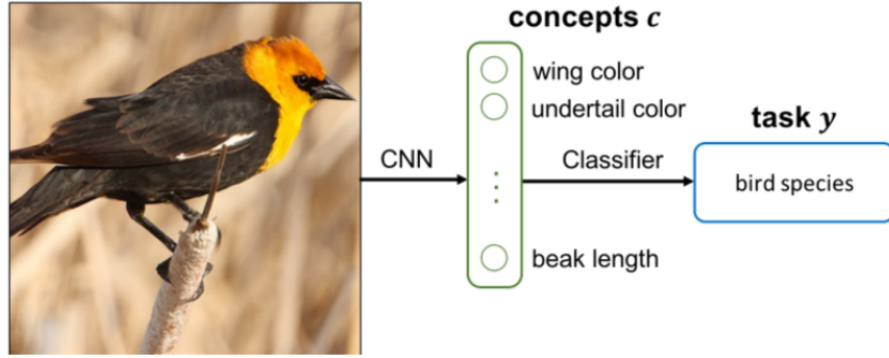 concepts c
wing color
undertail color
task y
CNN
Classifier
bird species
beak length